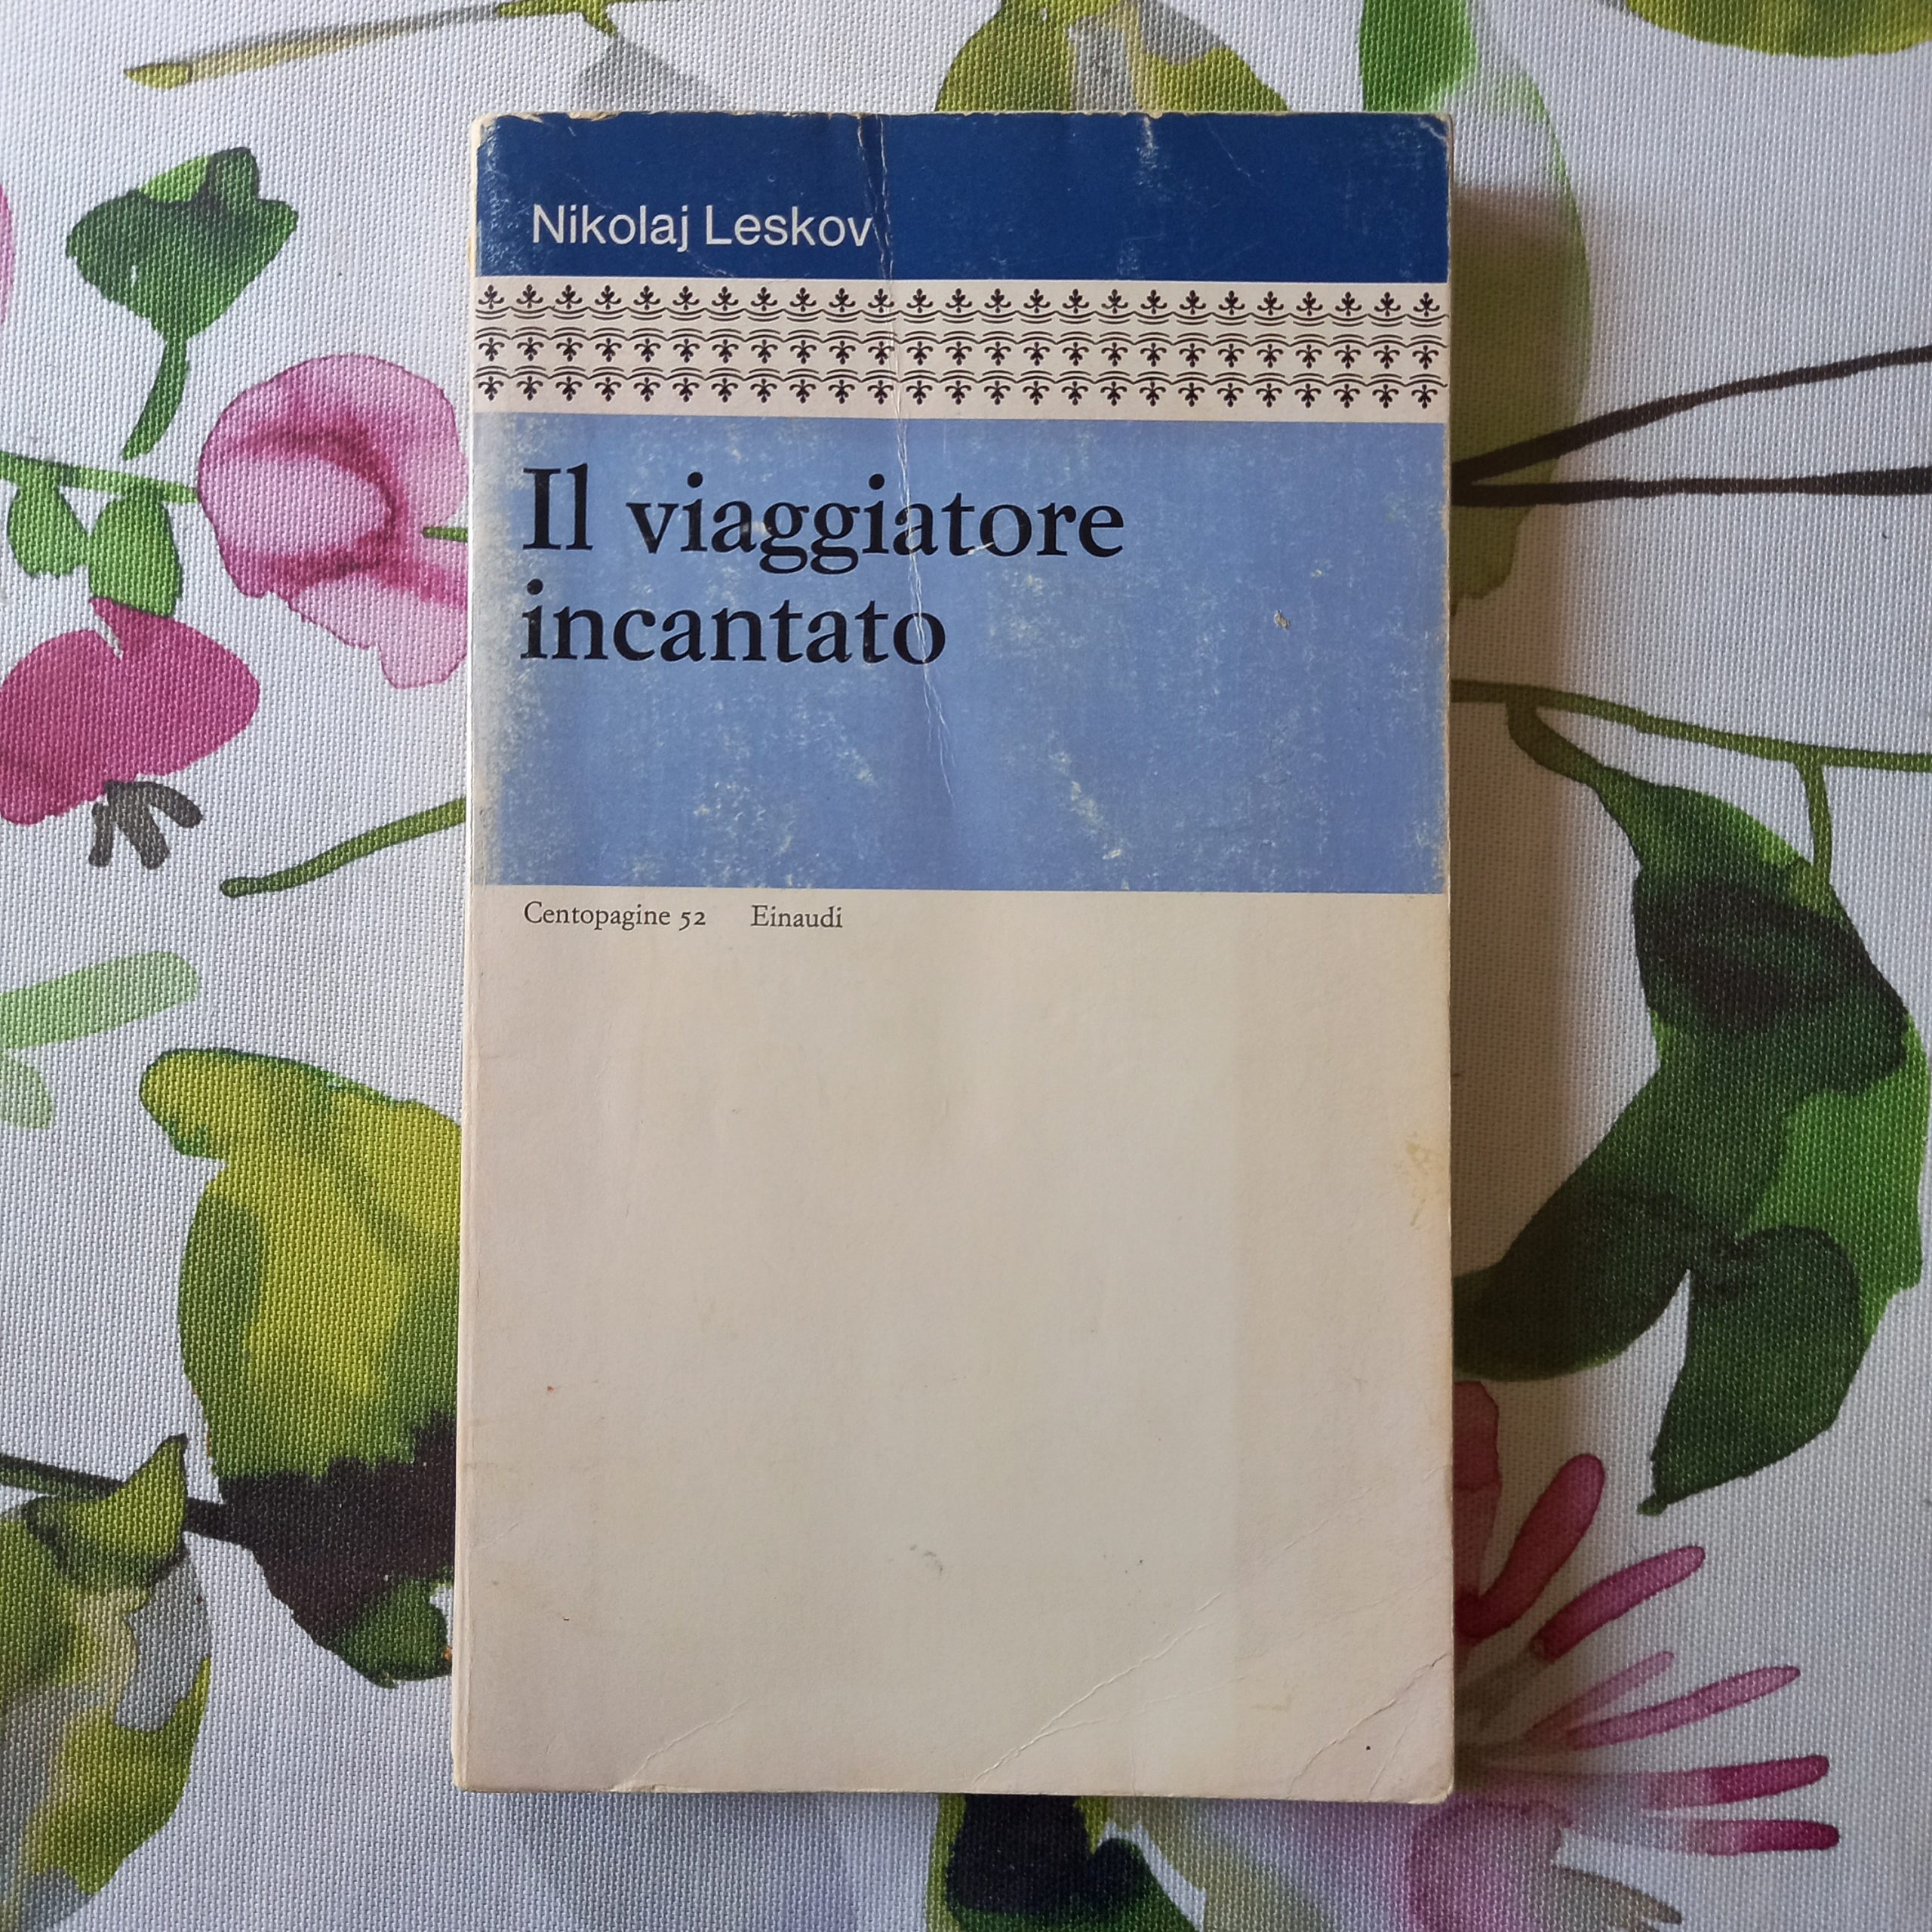 Nikolaj Leskov
Il viaggiatore
incantato
Centopagine 52 Einaudi